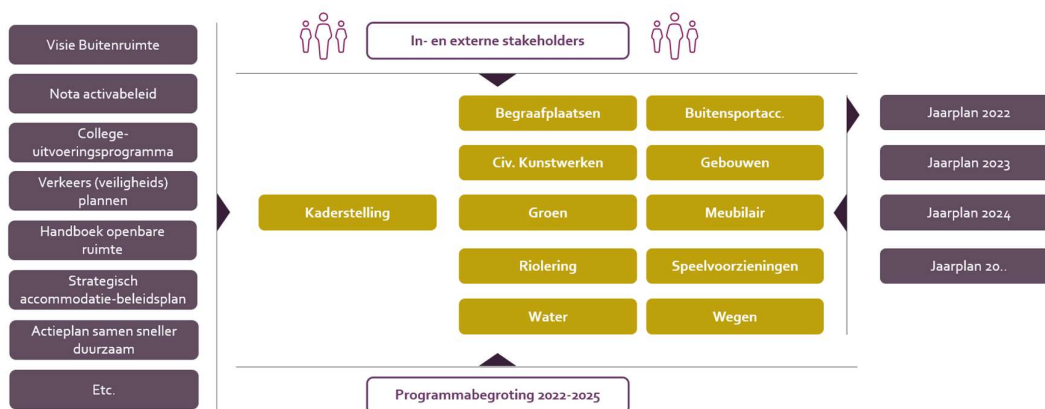 Visie Buitenruimte
Nota activabeleid
College-
uitvoeringsprogramma
Verkeers (veiligheids)
plannen
Handboek openbare
ruimte
Strategisch
accommodatie-beleidsplan
Actieplan samen sneller
duurzaam
Etc.
In- en externe stakeholders
Kaderstelling
Begraafplaatsen
Buitensportacc.
Civ. Kunstwerken
Gebouwen
Groen
Meubilair
Riolering
Speelvoorzieningen
Water
Wegen
Programmabegroting 2022-2025
Jaarplan 2022
Jaarplan 2023
Jaarplan 2024
Jaarplan 20..